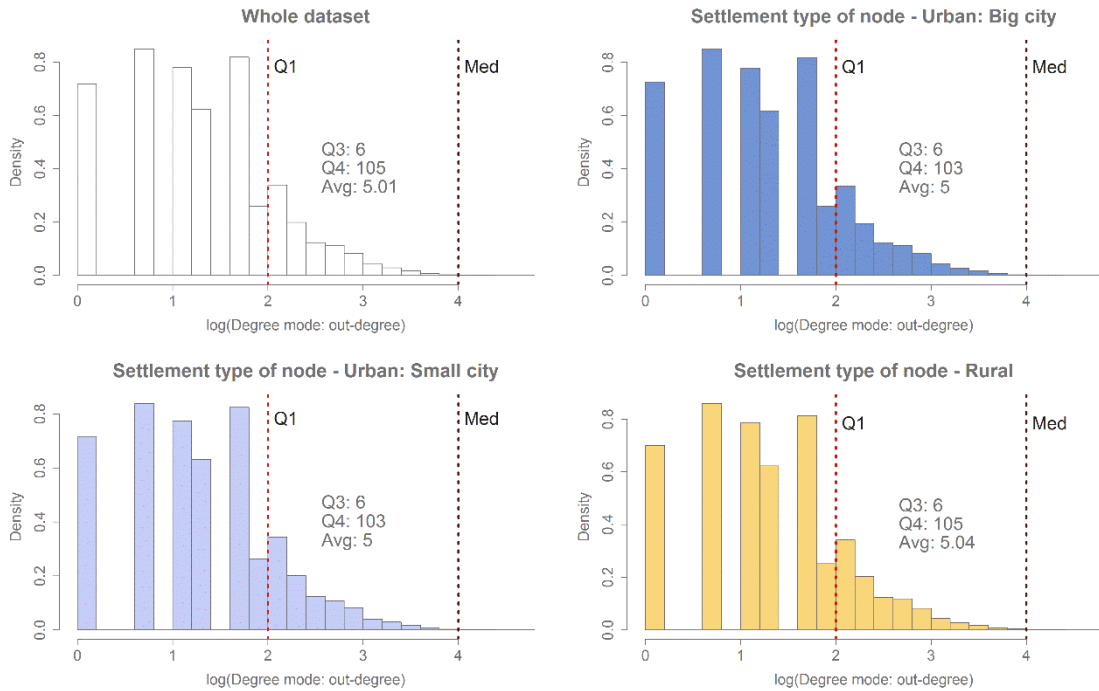 Whole dataset
Density
0.0 0.2 0.4 0.6 0.8
Q1
Med
Q3: 6
Q4: 105
Avg: 5.01
0 1 2 3 4
log(Degree mode: out-degree)
Settlement type of node - Urban: Big city
Density
0.0 0.2 0.4 0.6 0.8
Q1
Med
Q3: 6
Q4: 103
Avg: 5
0 1 2 3 4
log(Degree mode: out-degree)
Settlement type of node - Urban: Small city
Density
0.0 0.2 0.4 0.6 0.8
Q1
Med
Q3: 6
Q4: 103
Avg: 5
0 1 2 3 4
log(Degree mode: out-degree)
Settlement type of node - Rural
Density
0.0 0.2 0.4 0.6 0.8
Q1
Med
Q3: 6
Q4: 105
Avg: 5.04
0 1 2 3 4
log(Degree mode: out-degree)